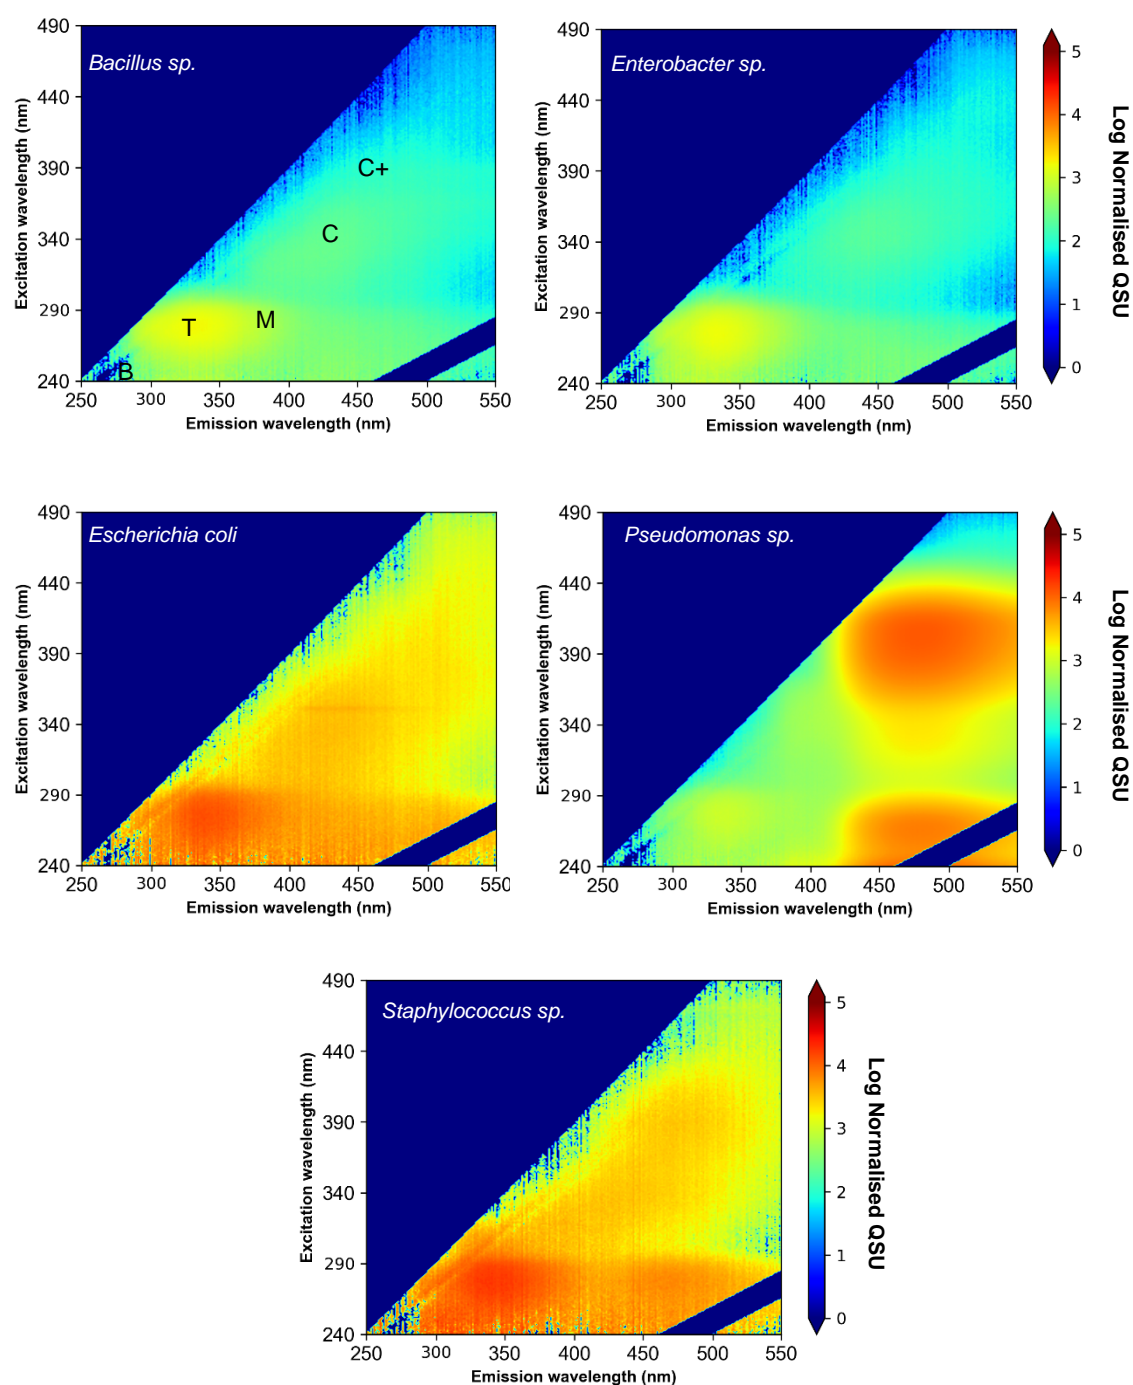 Bacillus sp.
Excitation wavelength (nm)
490
440
390
340
290
240
C+
C
M
T
B
250 300 350 400 450 500 550
Emission wavelength (nm)
Enterobacter sp.
Excitation wavelength (nm)
490
440
390
340
290
240
250 300 350 400 450 500 550
Emission wavelength (nm)
5
4
3
2
1
0
Log Normalised QSU
Escherichia coli
Excitation wavelength (nm)
490
440
390
340
290
240
250 300 350 400 450 500 550
Emission wavelength (nm)
Pseudomonas sp.
Excitation wavelength (nm)
490
440
390
340
290
240
250 300 350 400 450 500 550
Emission wavelength (nm)
5
4
3
2
1
0
Log Normalised QSU
Staphylococcus sp.
Excitation wavelength (nm)
490
440
390
340
290
240
250 300 350 400 450 500 550
Emission wavelength (nm)
5
4
3
2
1
0
Log Normalised QSU